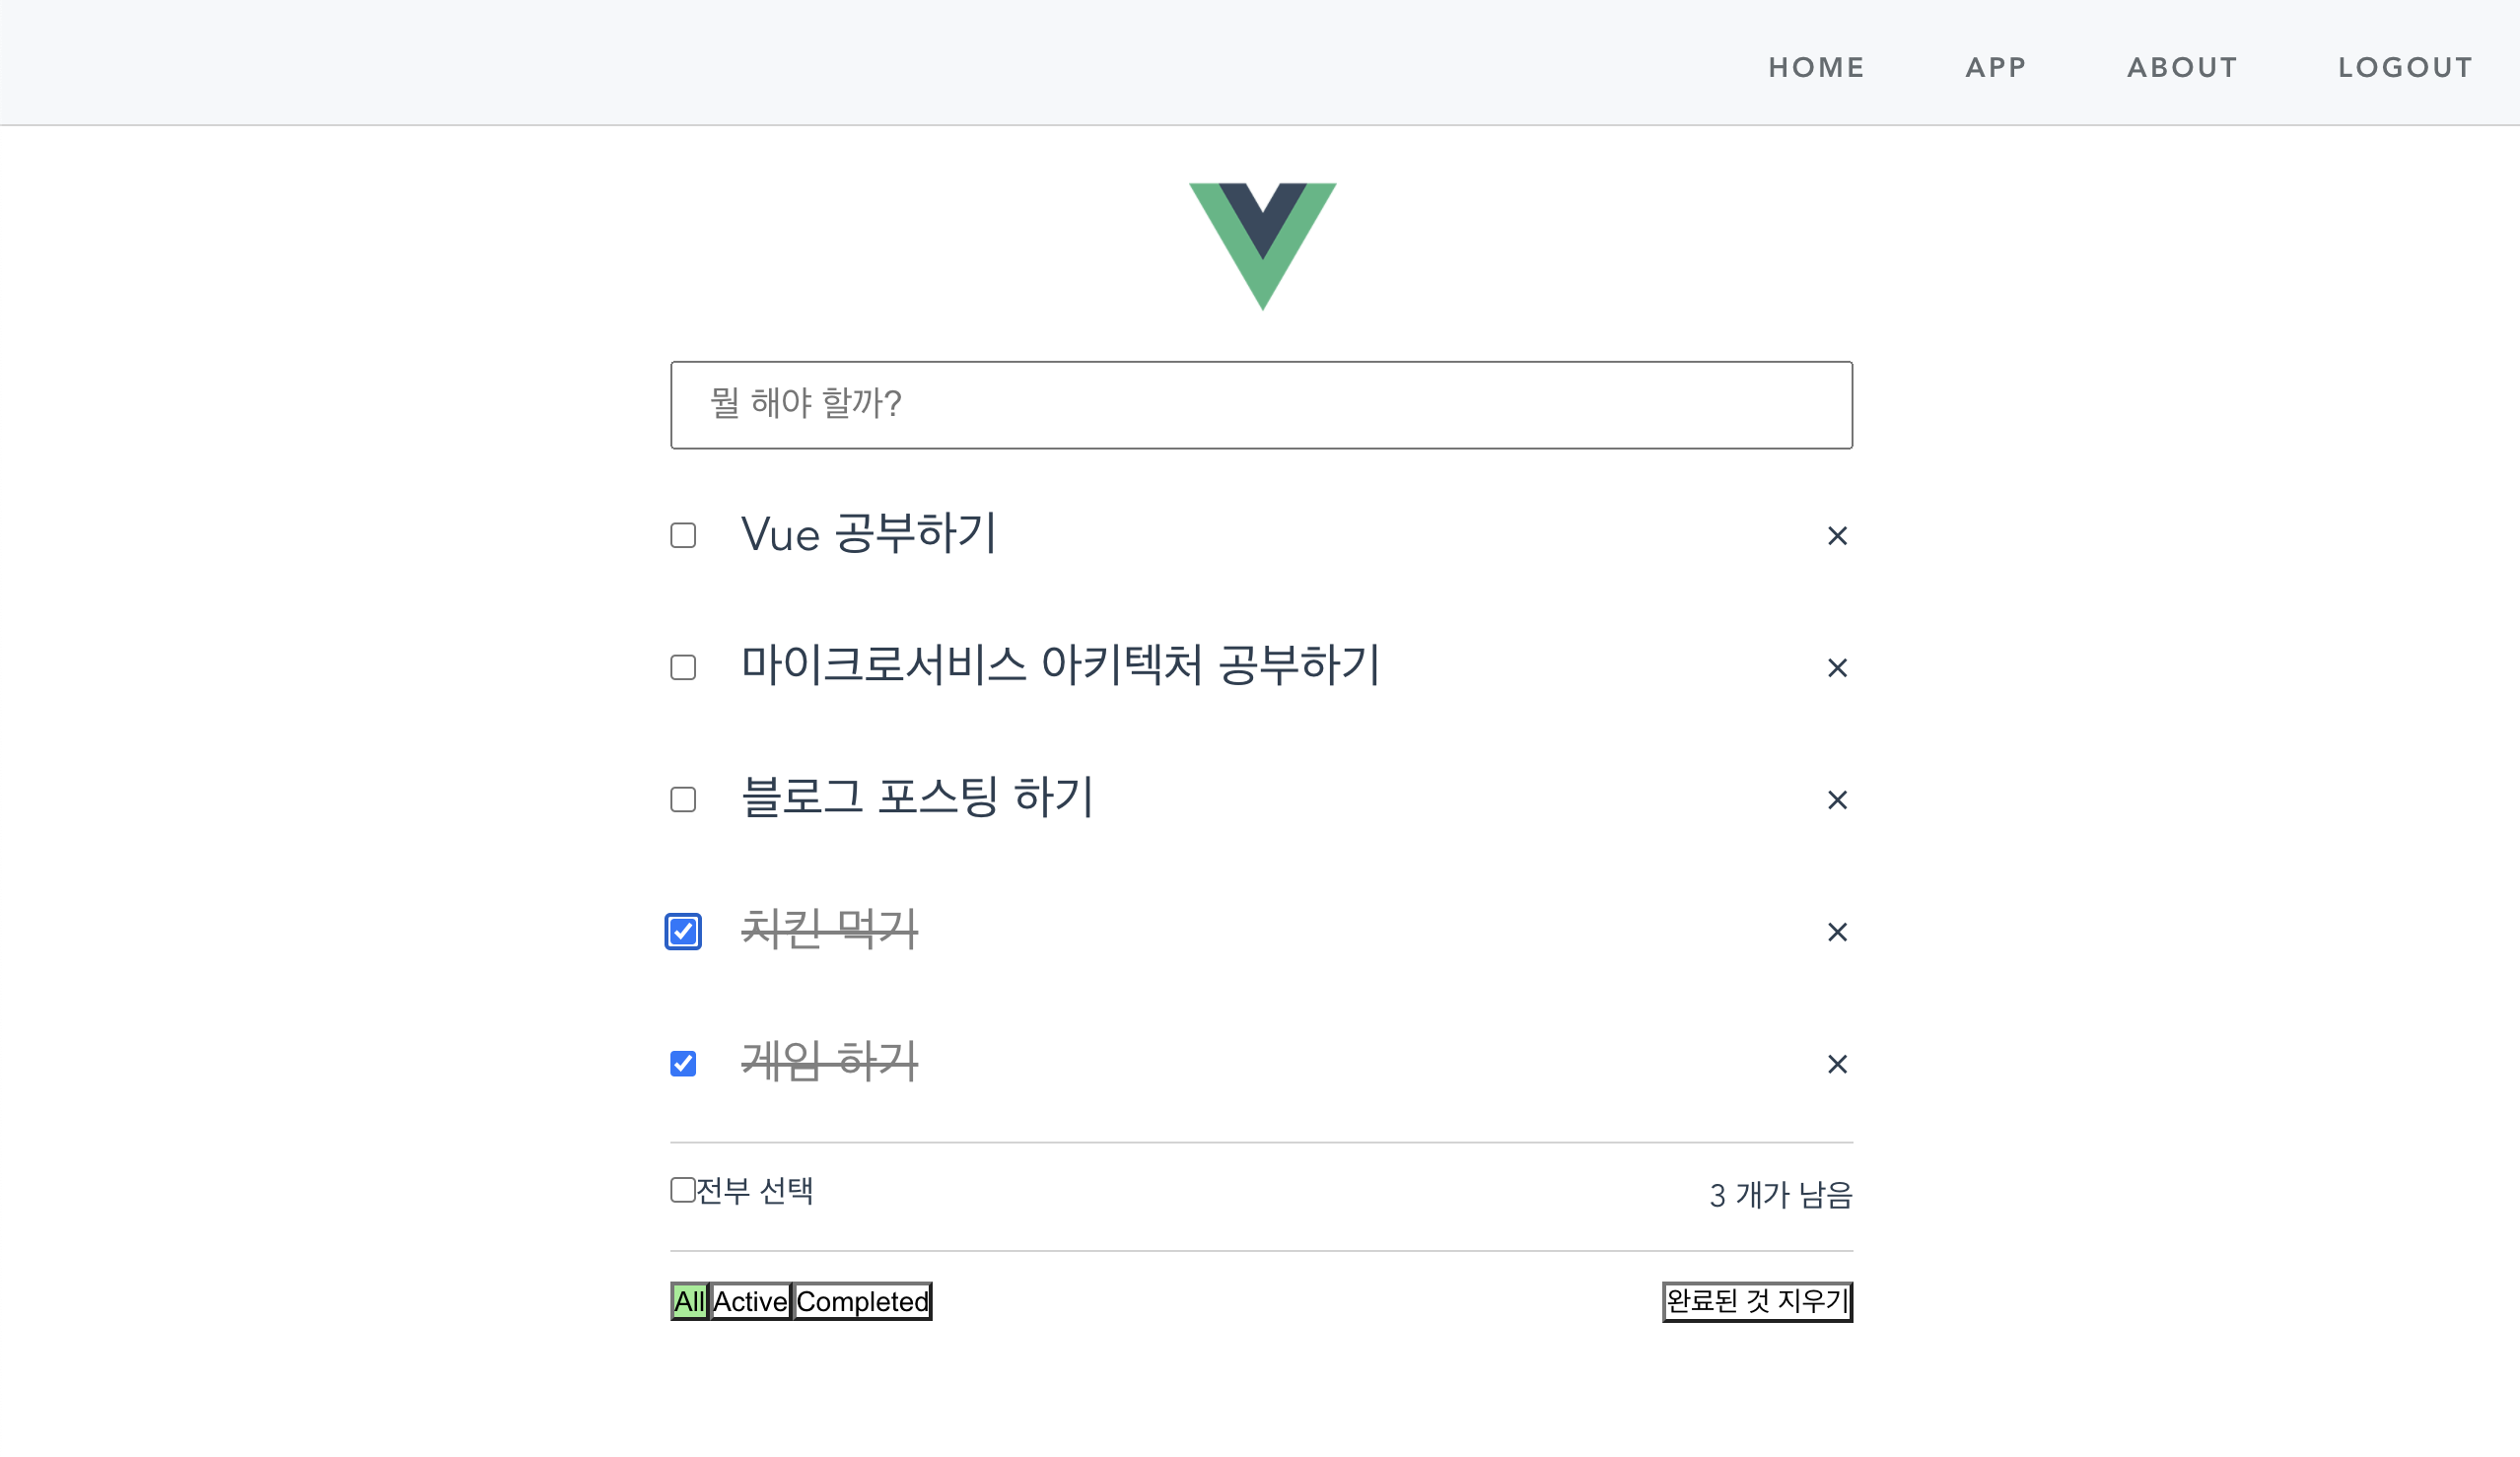 HOME APP ABOUT LOGOUT
뭘 해야 할까?
Vue 공부하기 ×
마이크로서비스 아키텍처 공부하기 ×
블로그 포스팅 하기 ×
치킨 먹기 ×
게임 하기 ×
전부 선택 3 개가 남음
All Active Completed 완료된 것 지우기